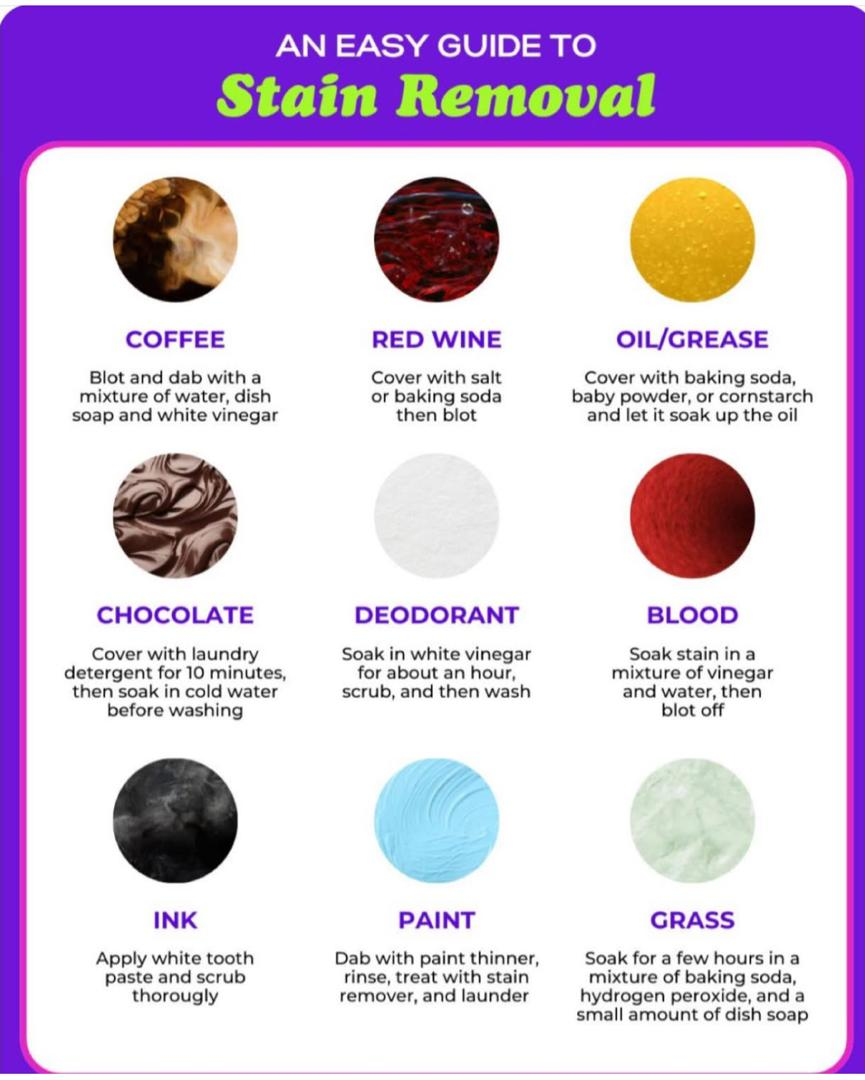 AN EASY GUIDE TO
Stain Removal
COFFEE
Blot and dab with a
mixture of water, dish
soap and white vinegar
RED WINE
Cover with salt
or baking soda
then blot
OIL/GREASE
Cover with baking soda,
baby powder, or cornstarch
and let it soak up the oil
CHOCOLATE
Cover with laundry
detergent for 10 minutes,
then soak in cold water
before washing
DEODORANT
Soak in white vinegar
for about an hour,
scrub, and then wash
BLOOD
Soak stain in a
mixture of vinegar
and water, then
blot off
INK
Apply white tooth
paste and scrub
thorougly
PAINT
Dab with paint thinner,
rinse, treat with stain
remover, and launder
GRASS
Soak for a few hours in a
mixture of baking soda,
hydrogen peroxide, and a
small amount of dish soap